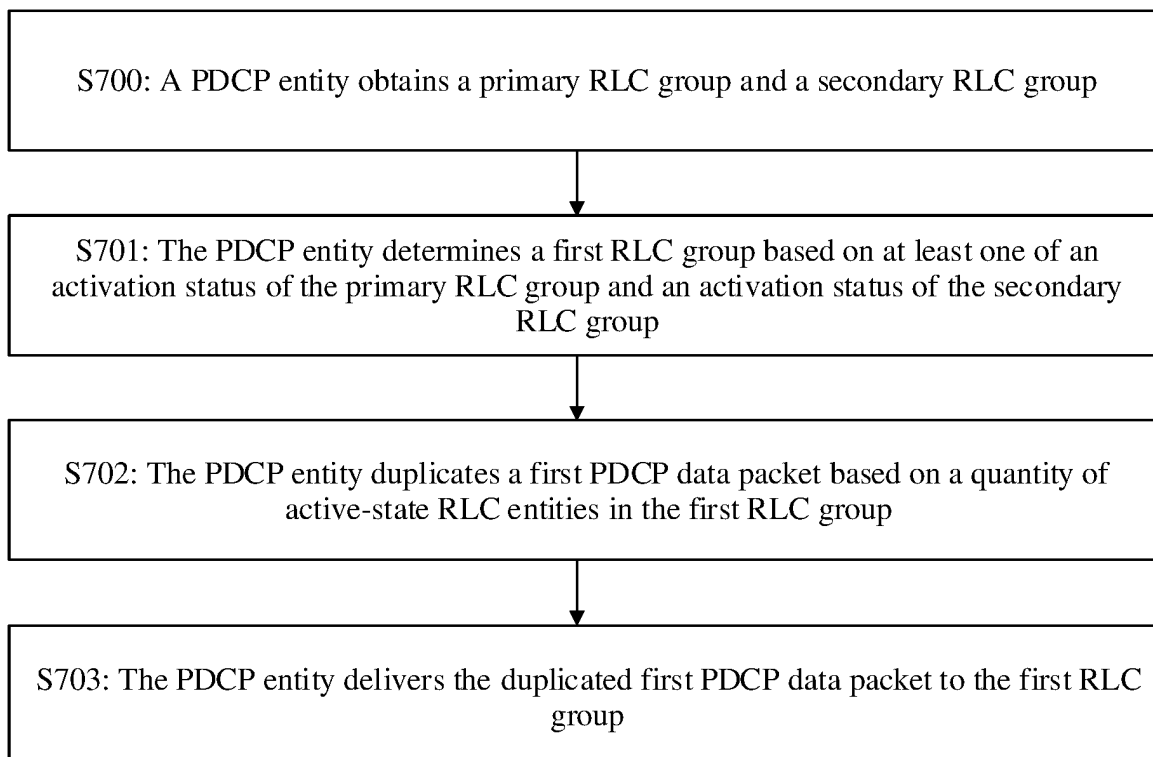 S700: A PDCP entity obtains a primary RLC group and a secondary RLC group
S701: The PDCP entity determines a first RLC group based on at least one of an
activation status of the primary RLC group and an activation status of the secondary
RLC group
S702: The PDCP entity duplicates a first PDCP data packet based on a quantity of
active-state RLC entities in the first RLC group
S703: The PDCP entity delivers the duplicated first PDCP data packet to the first RLC
group